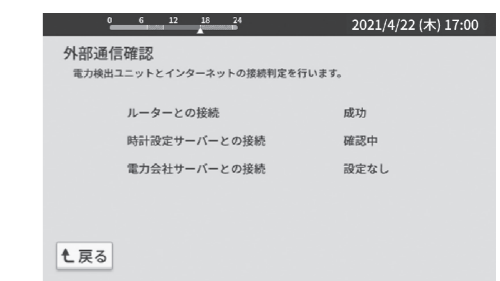 0 6 12 18 24
2021/4/22 (木) 17:00
外部通信確認
電力検出ユニットとインターネットの接続判定を行います。
ルーターとの接続 成功
時計設定サーバーとの接続 確認中
電力会社サーバーとの接続 設定なし
戻る